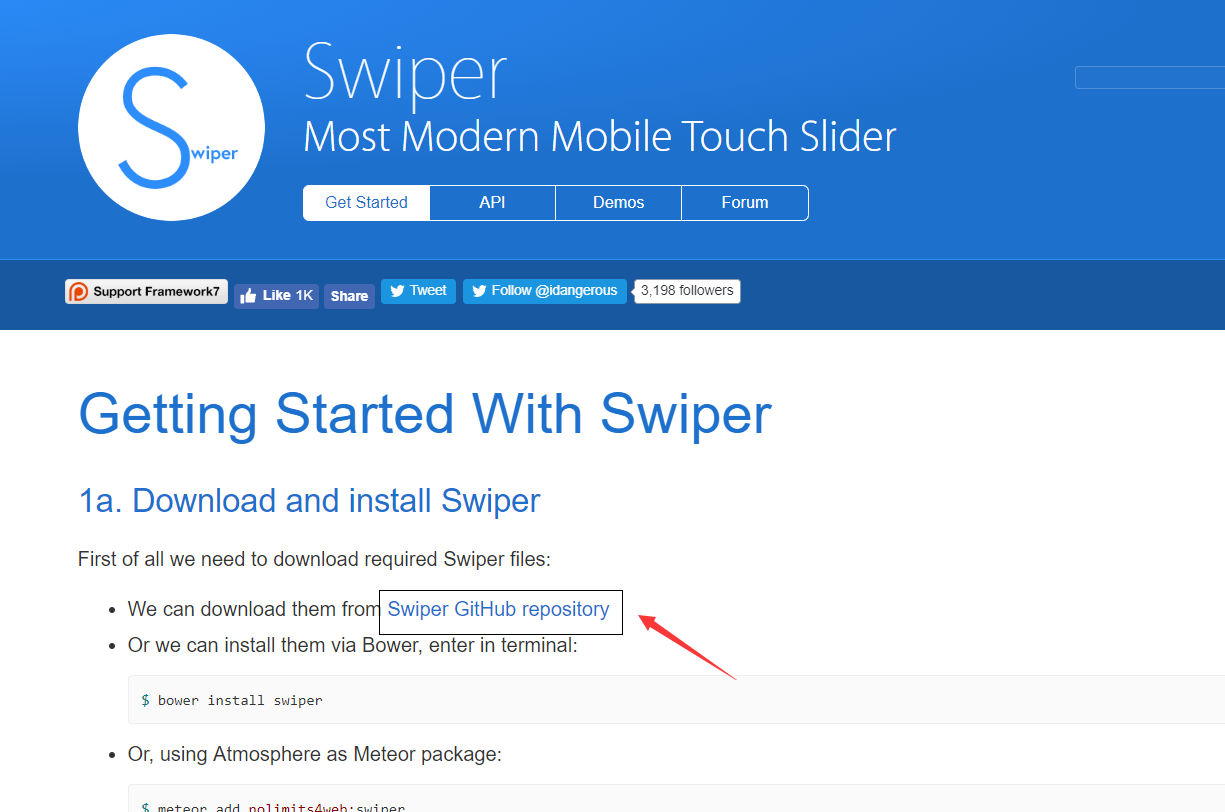 Swiper
Swiper
Most Modern Mobile Touch Slider
Get Started
API
Demos
Forum
Support Framework7
Like 1K
Share
Tweet
Follow @idangerous
3,198 followers
Getting Started With Swiper
1a. Download and install Swiper
First of all we need to download required Swiper files:
• We can download them from Swiper GitHub repository
• Or we can install them via Bower, enter in terminal:
$ bower install swiper
• Or, using Atmosphere as Meteor package:
$ meteor add nolimits4web:swiper